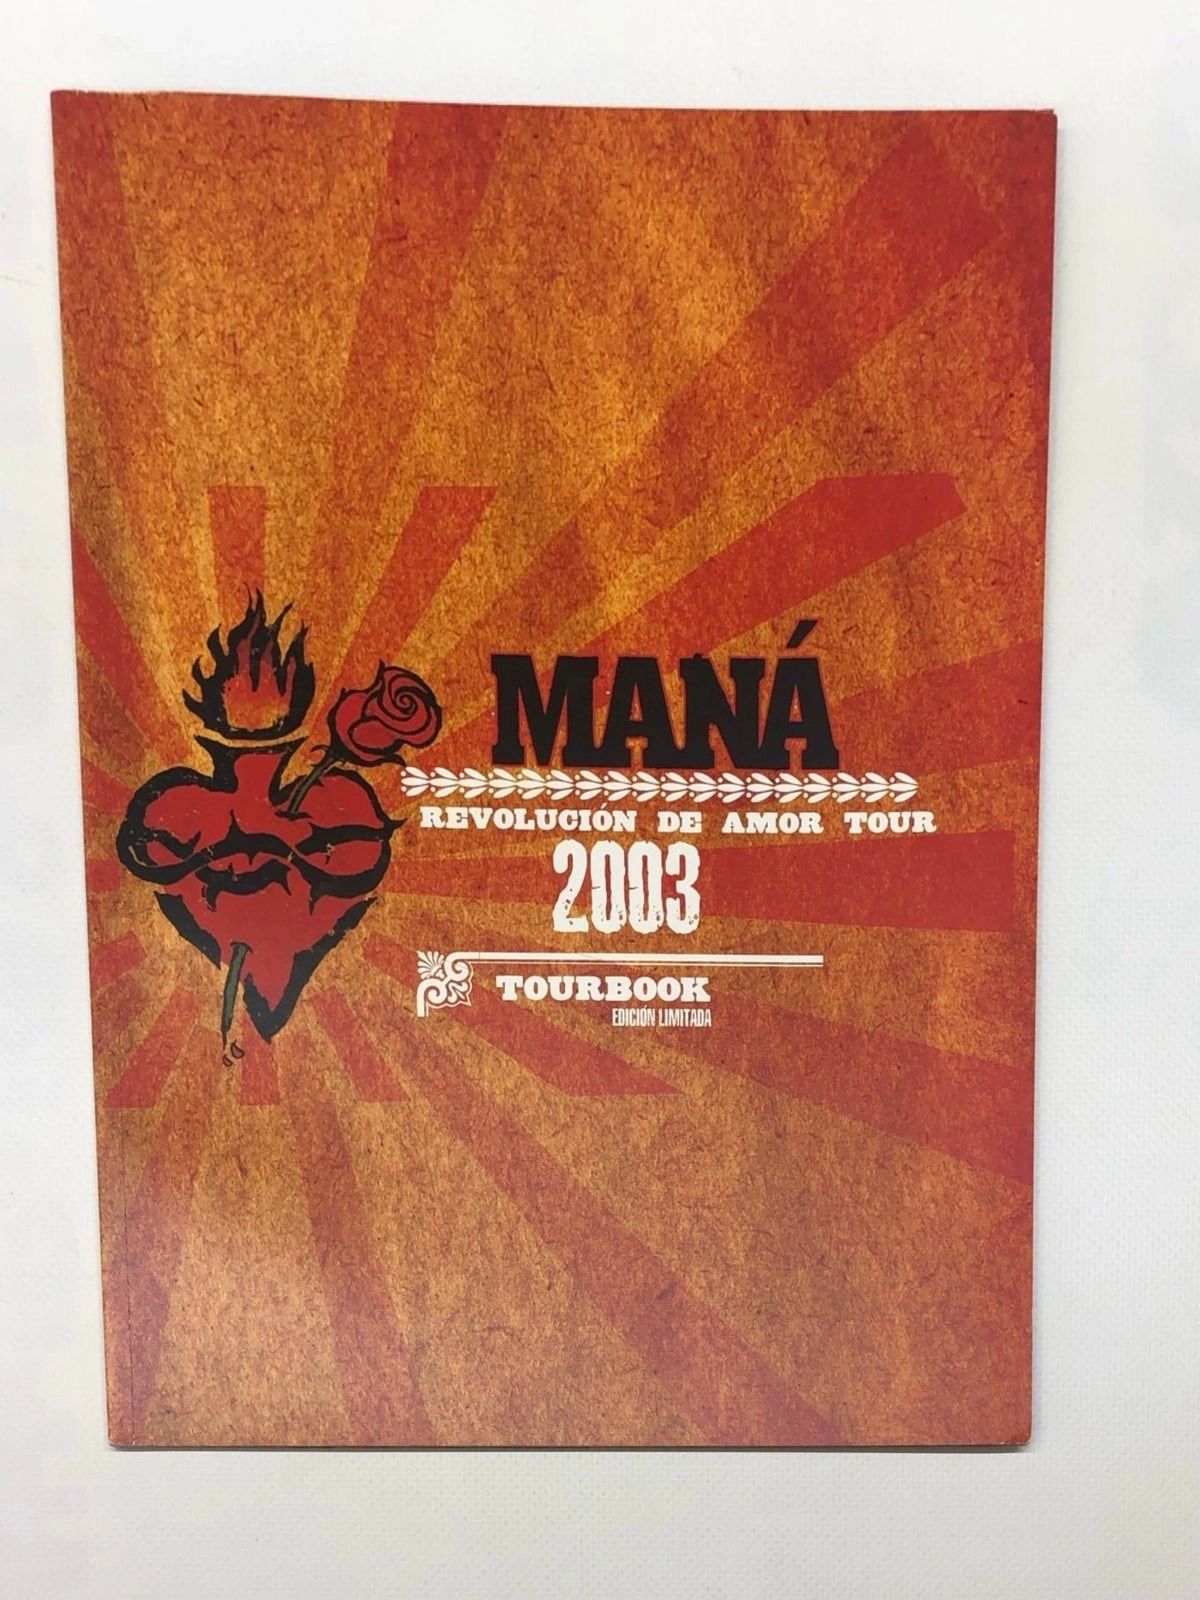 MANÁ
REVOLUCIÓN DE AMOR TOUR
2003
TOURBOOK
EDICIÓN LIMITADA